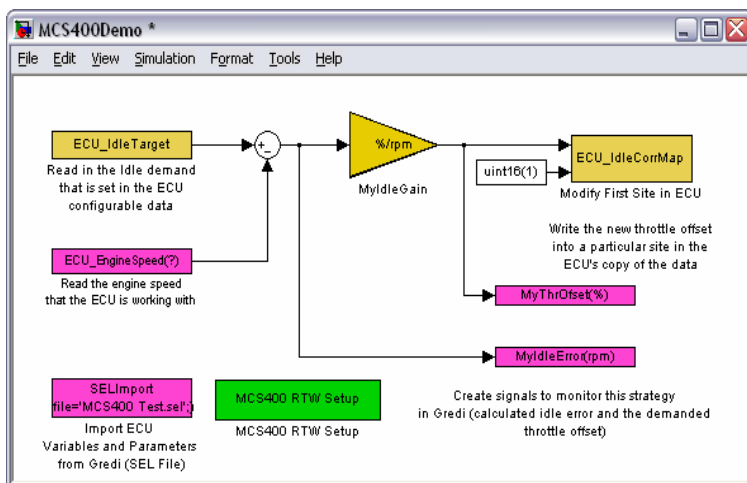 MCS400Demo *
File Edit View Simulation Format Tools Help
ECU_IdleTarget
Read in the Idle demand
that is set in the ECU
configurable data
+
-
%/rpm
MyIdleGain
uint16(1)
ECU_IdleCorrMap
Modify First Site in ECU
ECU_EngineSpeed(?)
Read the engine speed
that the ECU is working with
Write the new throttle offset
into a particular site in the
ECU's copy of the data
MyThrOfset(%)
MyIdleError(rpm)
SELImport
file='MCS400 Test.sel';)
Import ECU
Variables and Parameters
from Gredi (SEL File)
MCS400 RTW Setup
MCS400 RTW Setup
Create signals to monitor this strategy
in Gredi (calculated idle error and the demanded
throttle offset)